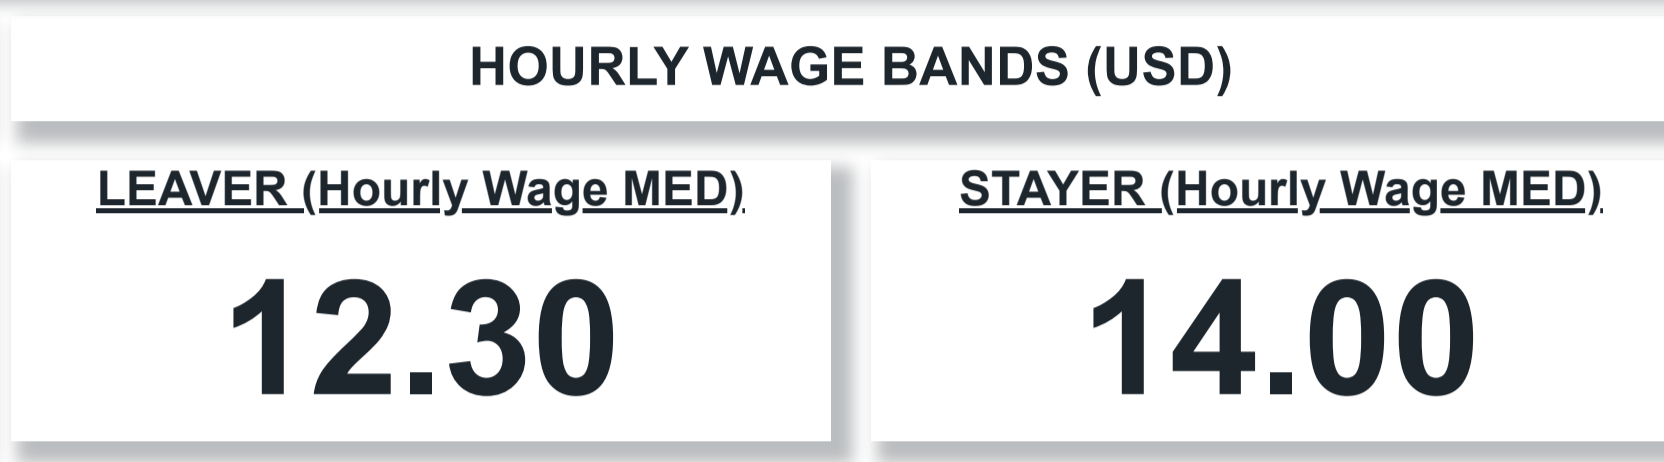 HOURLY WAGE BANDS (USD)
LEAVER (Hourly Wage MED)
STAYER (Hourly Wage MED)
12.30
14.00